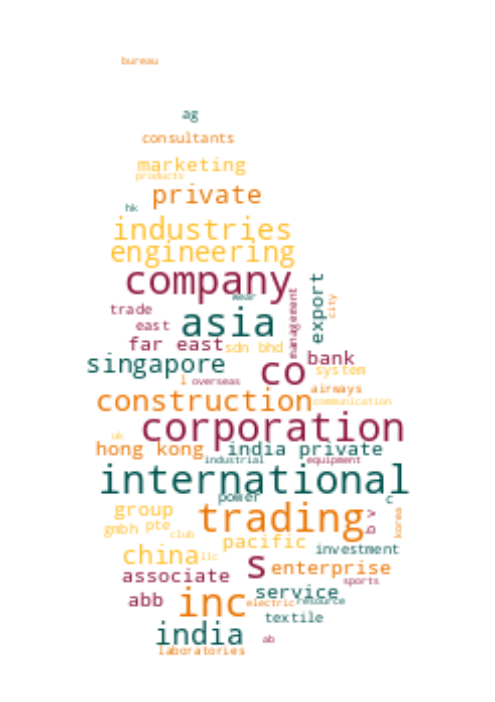 bureau
ag
consultants
marketing
products
private
hk
industries
engineering
company
wear
management
export
city
trade
asia
east
far east
sdn bhd
bank
singapore
co
system
l
overseas
airways
construction
communication
corporation
uk
hong kong
india private
industrial
equipment
international
power
c
group
trading
b v
korea
gmbh
pte
club
pacific
china
llc
s
investment
associate
enterprise
sports
abb
inc
service
electric
resource
textile
india
ab
laboratories